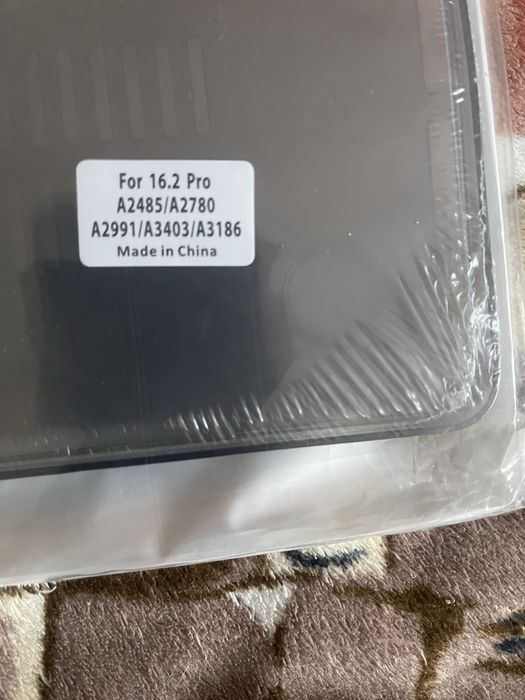 For 16.2 Pro
A2485/A2780
A2991/A3403/A3186
Made in China